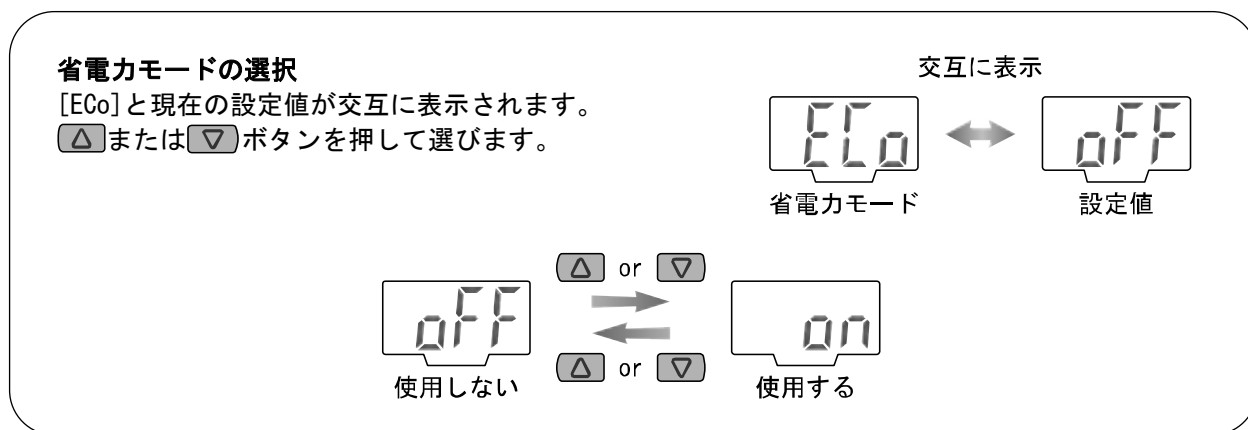 省電力モードの選択
[ECo]と現在の設定値が交互に表示されます。
△または▽ボタンを押して選びます。
交互に表示
ECo
oFF
省電力モード
設定値
△ or ▽
oFF
on
△ or ▽
使用しない
使用する